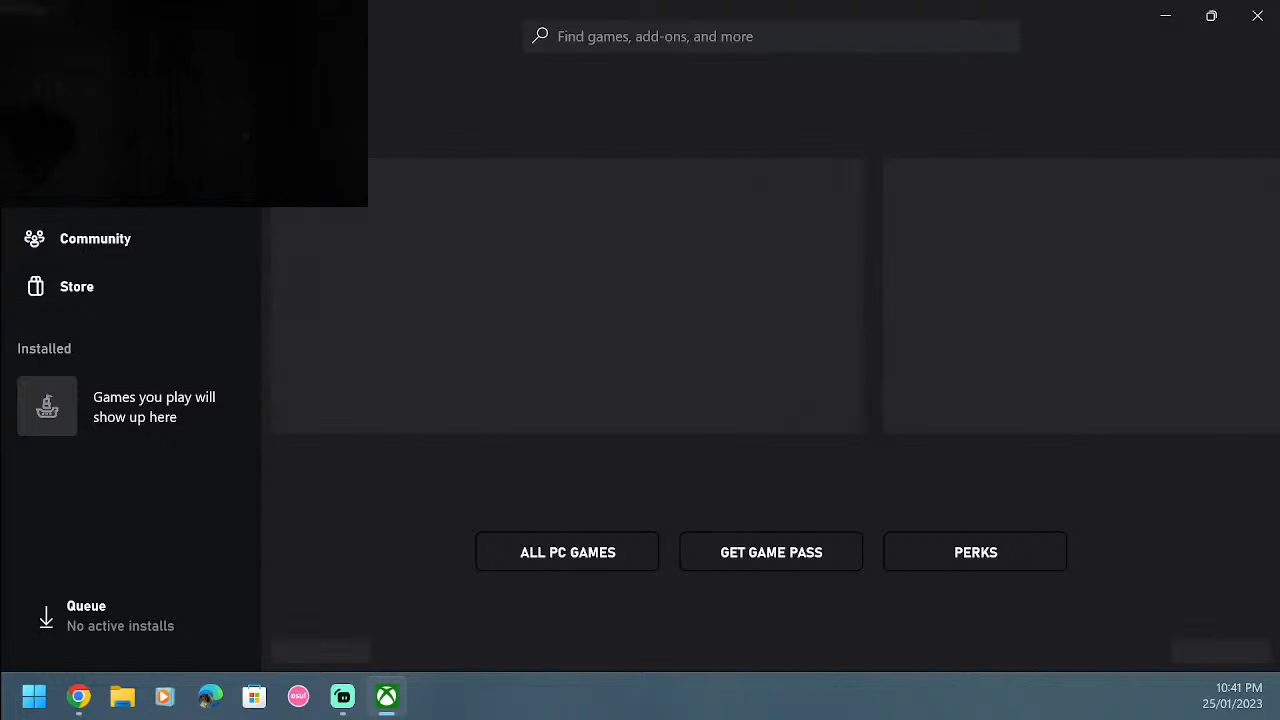 Find games, add-ons, and more
Community
Store
Installed
Games you play will
show up here
ALL PC GAMES
GET GAME PASS
PERKS
Queue
No active installs
osu!
10:41 PM
25/01/2023